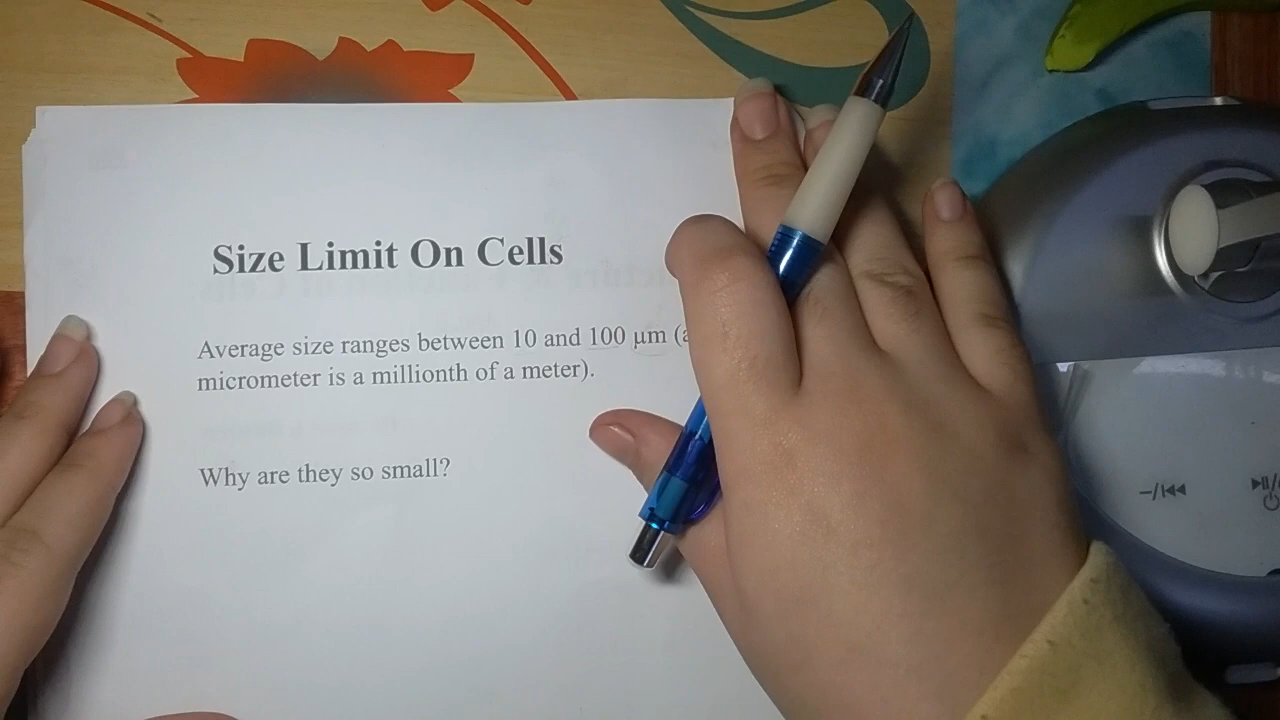 Size Limit On Cells
Average size ranges between 10 and 100 μm (a
micrometer is a millionth of a meter).
Why are they so small?